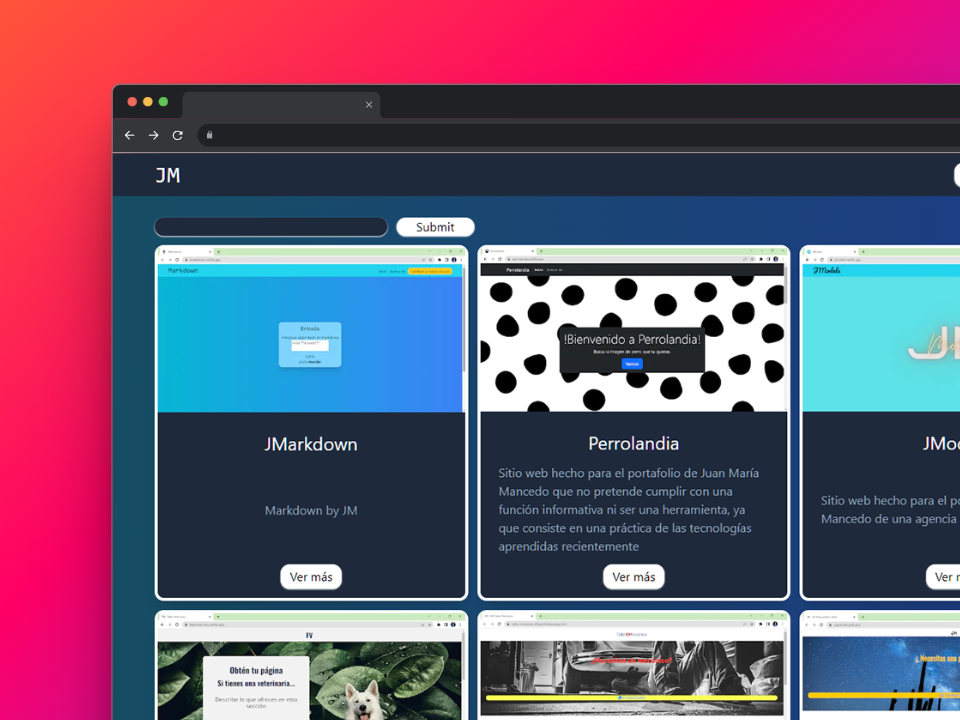 JM
Submit
Markdown
Entrada
JMarkdown
Markdown by JM
Ver más
Perrolandia
!Bienvenido a Perrolandia!
Busca la imagen de perro que tu quieras
Vamos
Perrolandia
Sitio web hecho para el portafolio de Juan María
Mancedo que no pretende cumplir con una
función informativa ni ser una herramienta, ya
que consiste en una práctica de las tecnologías
aprendidas recientemente
Ver más
JModels
JMo
Sitio web hecho para el po
Mancedo de una agencia
Ver m
FV
Obtén tu página
Si tienes una veterinaria...
Describe lo que ofreces en esta
sección
¿Necesitas una p